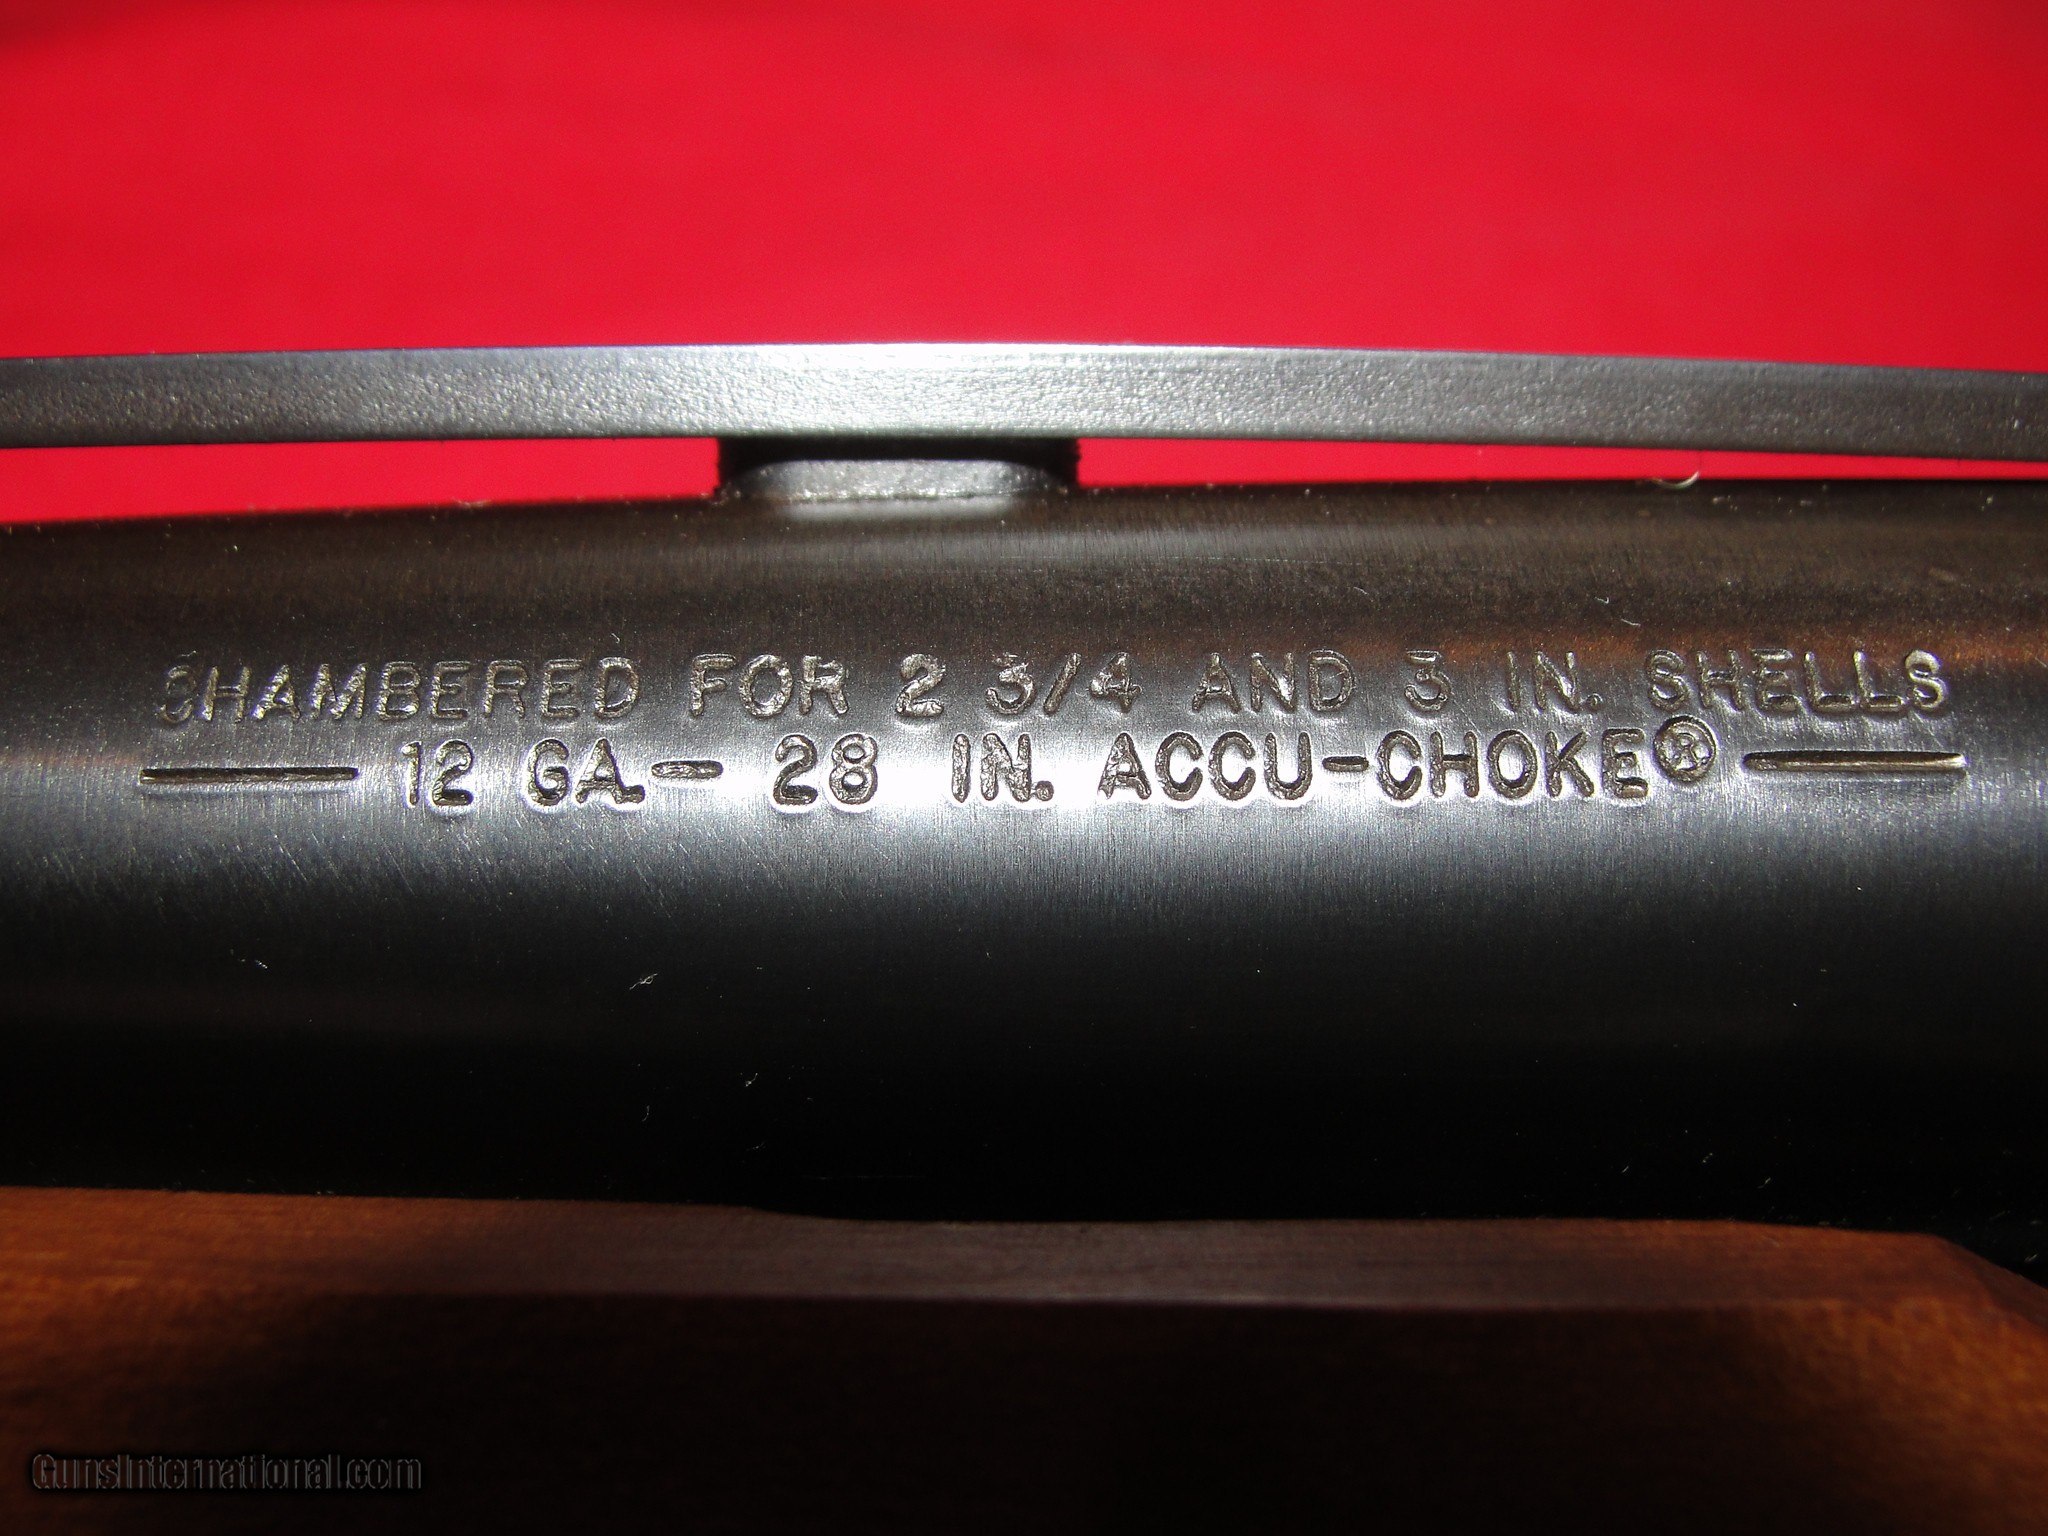 CHAMBERED FOR 2 3/4 AND 3 IN. SHELLS
— 12 GA. – 28 IN. ACCU-CHOKE® —
GunsInternational.com